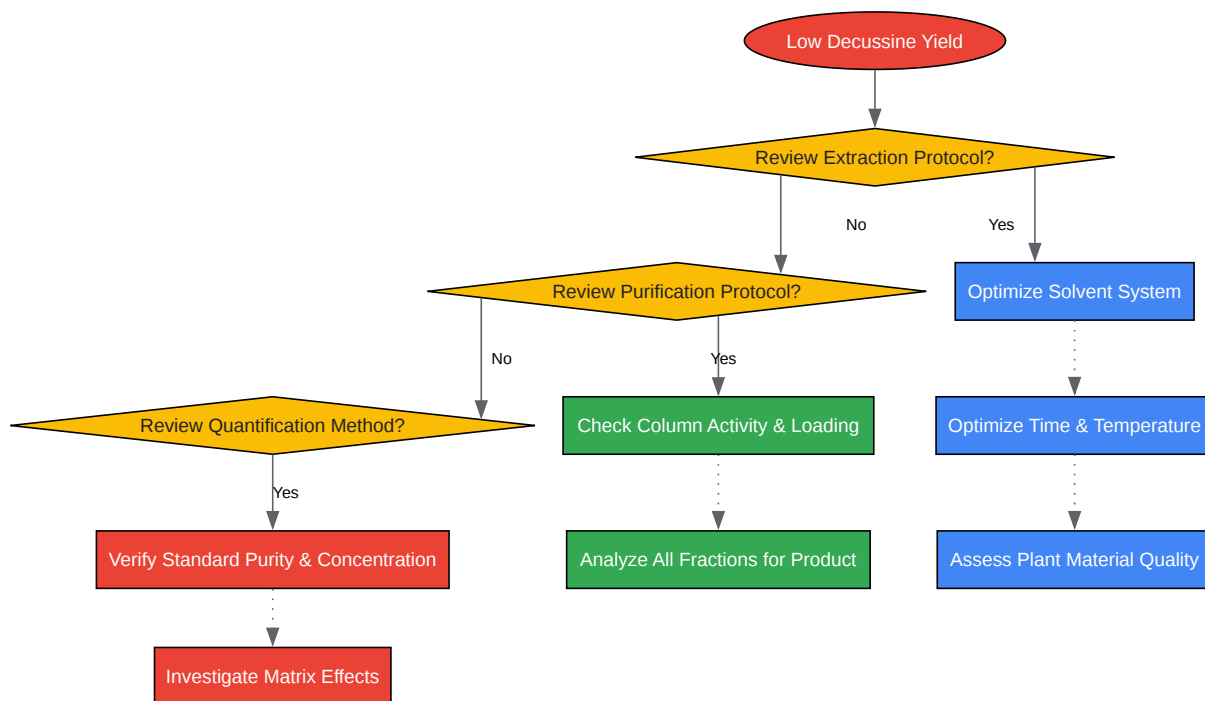 Low Decussine Yield
Review Extraction Protocol?
No
Yes
Review Purification Protocol?
Optimize Solvent System
No
Yes
Review Quantification Method?
Check Column Activity & Loading
Optimize Time & Temperature
Yes
Verify Standard Purity & Concentration
Analyze All Fractions for Product
Assess Plant Material Quality
Investigate Matrix Effects